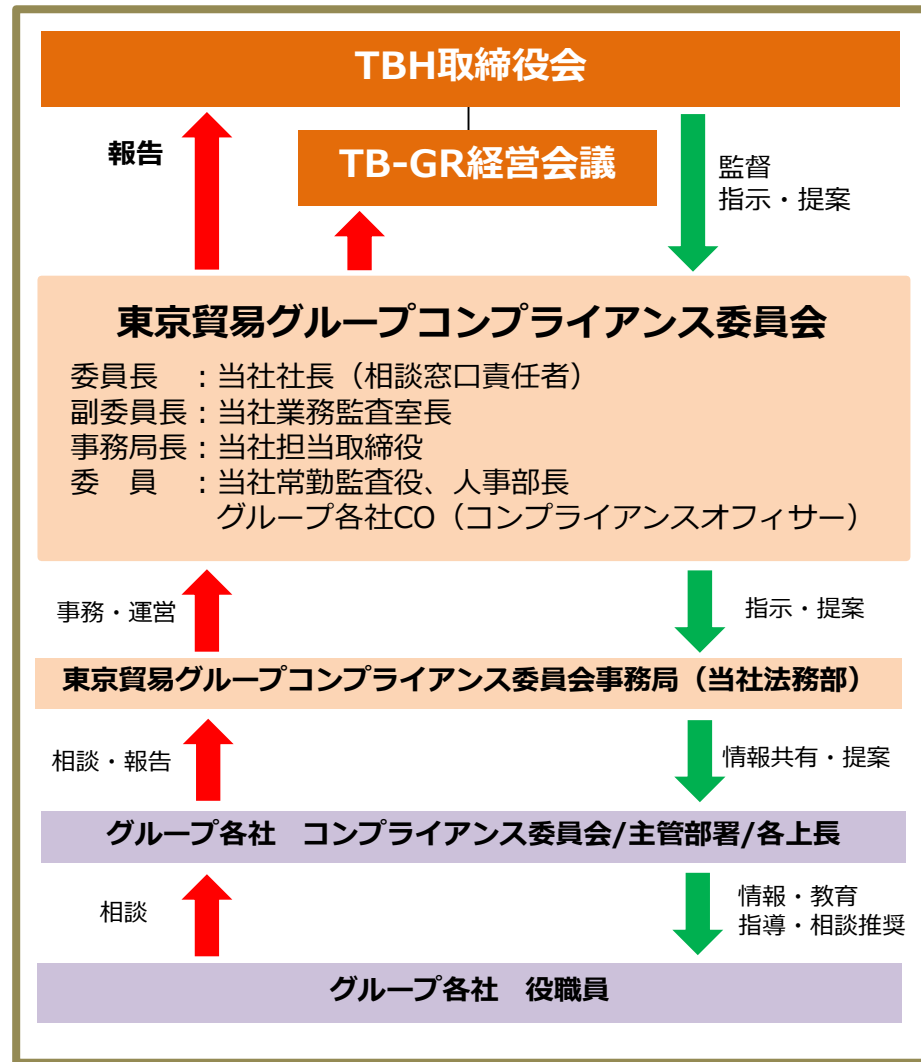 TBH取締役会
報告
TB-GR経営会議
監督
指示・提案
東京貿易グループコンプライアンス委員会
委員長　：当社社長（相談窓口責任者）
副委員長：当社業務監査室長
事務局長：当社担当取締役
委　員　：当社常勤監査役、人事部長
グループ各社CO（コンプライアンスオフィサー）
事務・運営
指示・提案
東京貿易グループコンプライアンス委員会事務局（当社法務部）
相談・報告
情報共有・提案
グループ各社　コンプライアンス委員会/主管部署/各上長
相談
情報・教育
指導・相談推奨
グループ各社　役職員